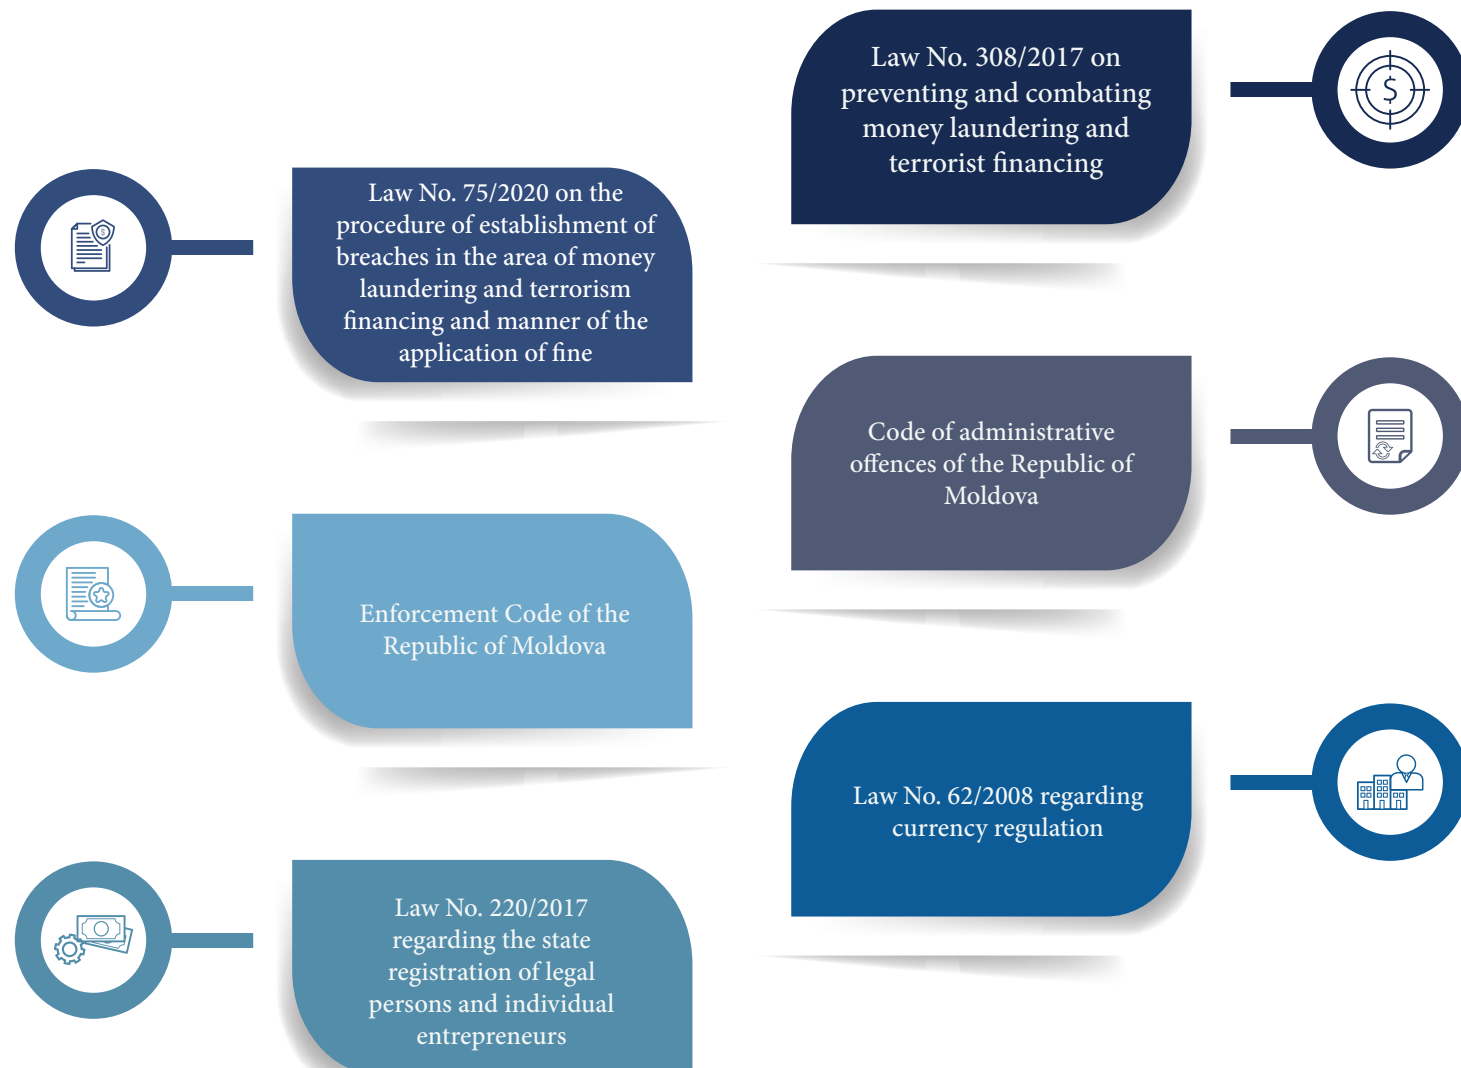 Law No. 308/2017 on
preventing and combating
money laundering and
terrorist financing
Law No. 75/2020 on the
procedure of establishment of
breaches in the area of money
laundering and terrorism
financing and manner of the
application of fine
Code of administrative
offences of the Republic of
Moldova
Enforcement Code of the
Republic of Moldova
Law No. 62/2008 regarding
currency regulation
Law No. 220/2017
regarding the state
registration of legal
persons and individual
entrepreneurs